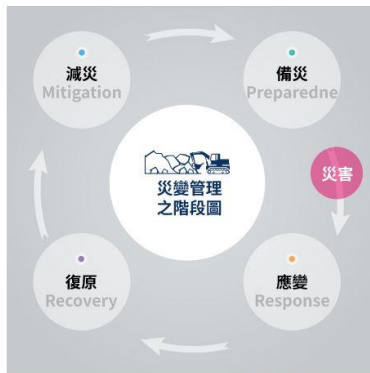 減災
Mitigation
備災
Preparedne
災害
災變管理
之階段圖
復原
Recovery
應變
Response